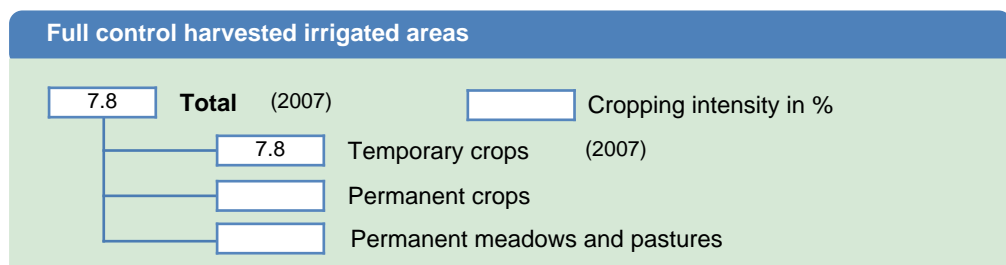 Full control harvested irrigated areas
7.8 Total (2007) Cropping intensity in %
7.8 Temporary crops (2007)
Permanent crops
Permanent meadows and pastures